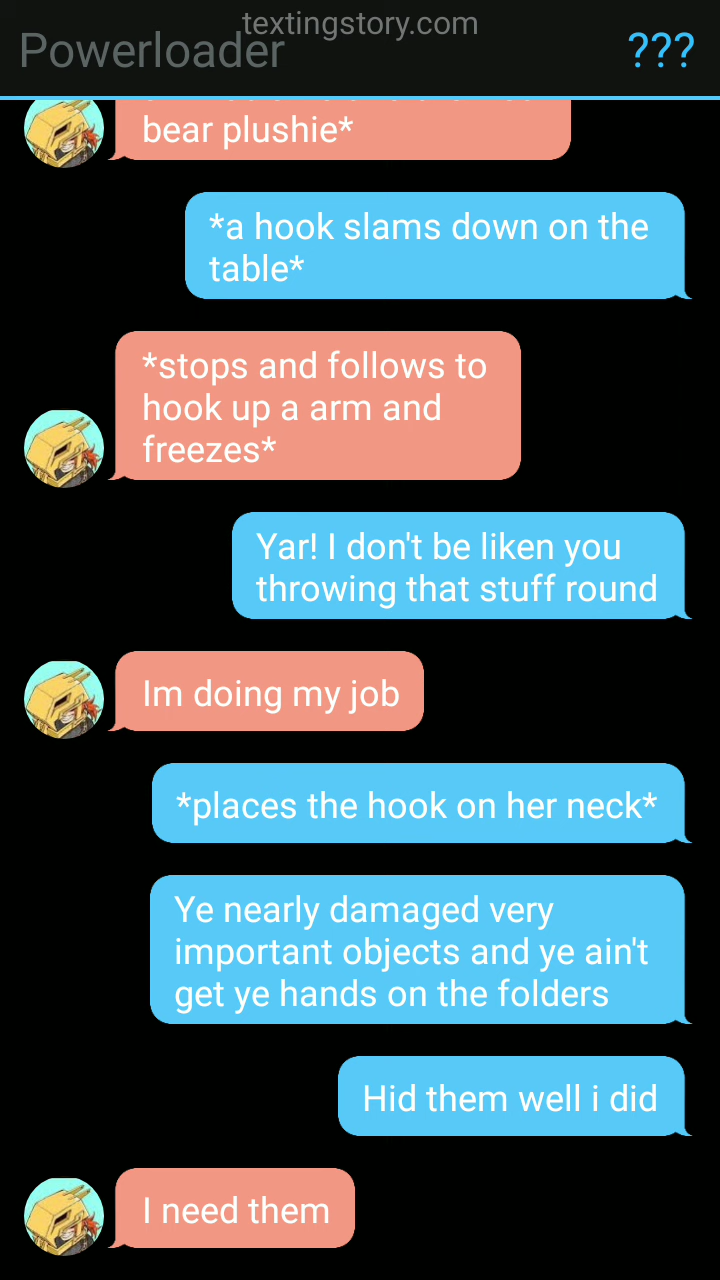 textingstory.com
Powerloader
???
bear plushie*
*a hook slams down on the
table*
*stops and follows to
hook up a arm and
freezes*
Yar! I don't be liken you
throwing that stuff round
Im doing my job
*places the hook on her neck*
Ye nearly damaged very
important objects and ye ain't
get ye hands on the folders
Hid them well i did
I need them